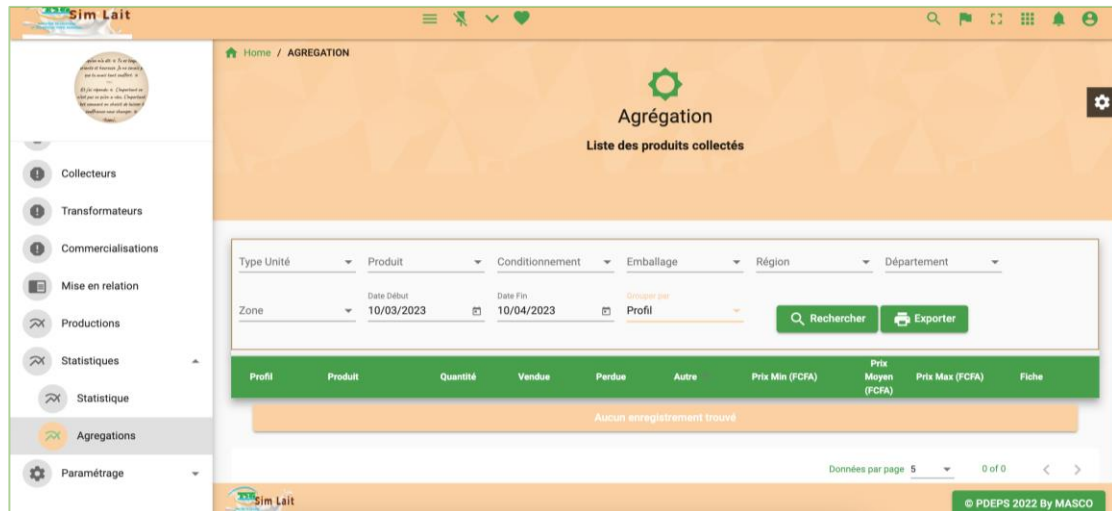 Sim Lait
Home / AGREGATION
Agrégation
Liste des produits collectés
Collecteurs
Transformateurs
Commercialisations
Mise en relation
Productions
Statistiques
Statistique
Agregations
Paramétrage
Type Unité
Produit
Conditionnement
Emballage
Région
Département
Zone
Date Début
10/03/2023
Date Fin
10/04/2023
Grouper par
Profil
Rechercher
Exporter
Profil
Produit
Quantité
Vendue
Perdue
Autre
Prix Min (FCFA)
Prix
Moyen
(FCFA)
Prix Max (FCFA)
Fiche
Aucun enregistrement trouvé
Données par page 5
0 of 0
Sim Lait
© PDEPS 2022 By MASCO